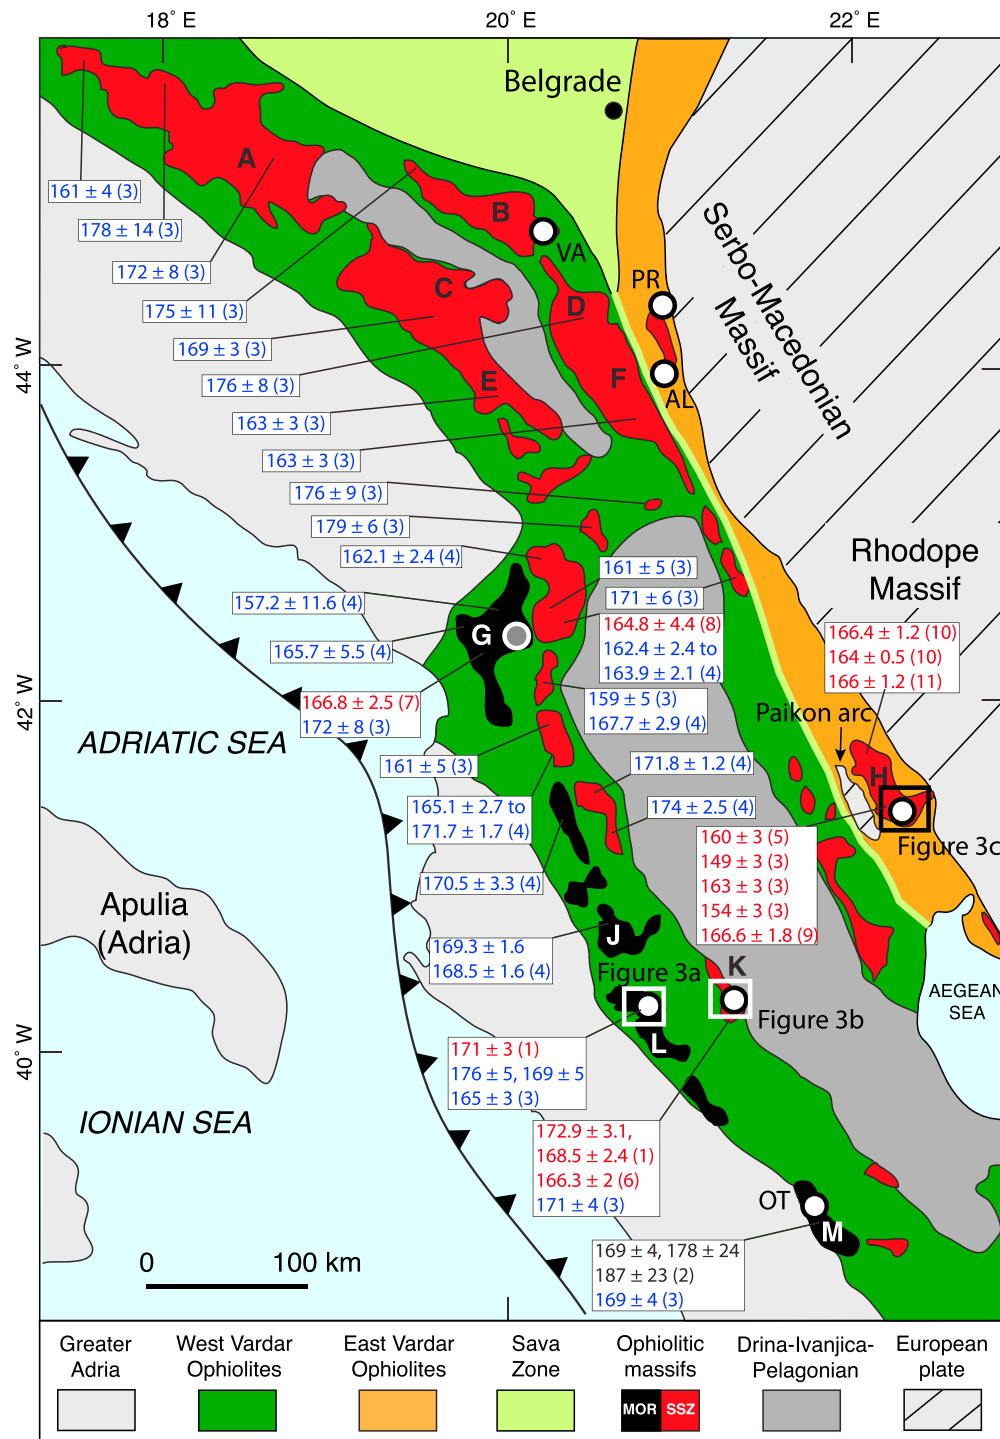 18° E
20° E
22° E
Belgrade
A
161 ± 4 (3)
178 ± 14 (3)
172 ± 8 (3)
175 ± 11 (3)
B
VA
PR
Serbo-Macedonian
Massif
C
D
169 ± 3 (3)
176 ± 8 (3)
E
F
AL
44° W
163 ± 3 (3)
163 ± 3 (3)
176 ± 9 (3)
179 ± 6 (3)
162.1 ± 2.4 (4)
Rhodope
Massif
161 ± 5 (3)
171 ± 6 (3)
157.2 ± 11.6 (4)
164.8 ± 4.4 (8)
162.4 ± 2.4 to
163.9 ± 2.1 (4)
166.4 ± 1.2 (10)
164 ± 0.5 (10)
166 ± 1.2 (11)
G
165.7 ± 5.5 (4)
166.8 ± 2.5 (7)
172 ± 8 (3)
159 ± 5 (3)
167.7 ± 2.9 (4)
42° W
Paikon arc
ADRIATIC SEA
161 ± 5 (3)
171.8 ± 1.2 (4)
H
165.1 ± 2.7 to
171.7 ± 1.7 (4)
174 ± 2.5 (4)
160 ± 3 (5)
149 ± 3 (3)
163 ± 3 (3)
154 ± 3 (3)
166.6 ± 1.8 (9)
Figure 3c
170.5 ± 3.3 (4)
Apulia
(Adria)
J
169.3 ± 1.6
168.5 ± 1.6 (4)
Figure 3a
K
AEGEAN
SEA
Figure 3b
L
40° W
171 ± 3 (1)
176 ± 5, 169 ± 5
165 ± 3 (3)
IONIAN SEA
172.9 ± 3.1,
168.5 ± 2.4 (1)
166.3 ± 2 (6)
171 ± 4 (3)
OT
M
169 ± 4, 178 ± 24
187 ± 23 (2)
169 ± 4 (3)
0 100 km
Greater
Adria
West Vardar
Ophiolites
East Vardar
Ophiolites
Sava
Zone
Ophiolitic
massifs
MOR SSZ
Drina-Ivanjica-
Pelagonian
European
plate